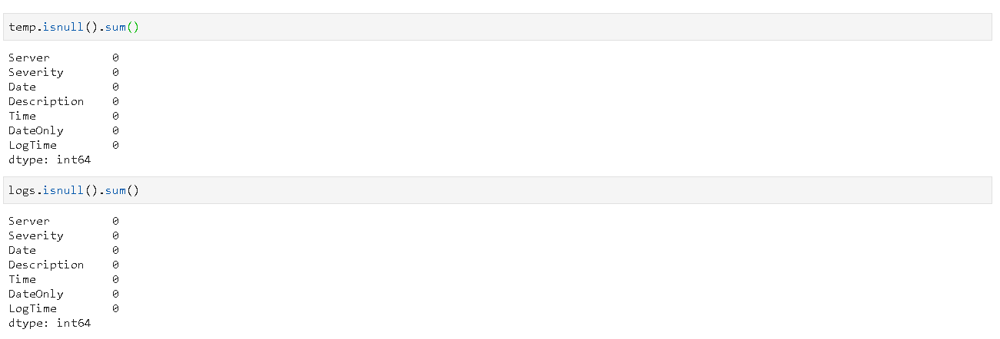 temp.isnull().sum()
Server 0
Severity 0
Date 0
Description 0
Time 0
DateOnly 0
LogTime 0
dtype: int64
logs.isnull().sum()
Server 0
Severity 0
Date 0
Description 0
Time 0
DateOnly 0
LogTime 0
dtype: int64